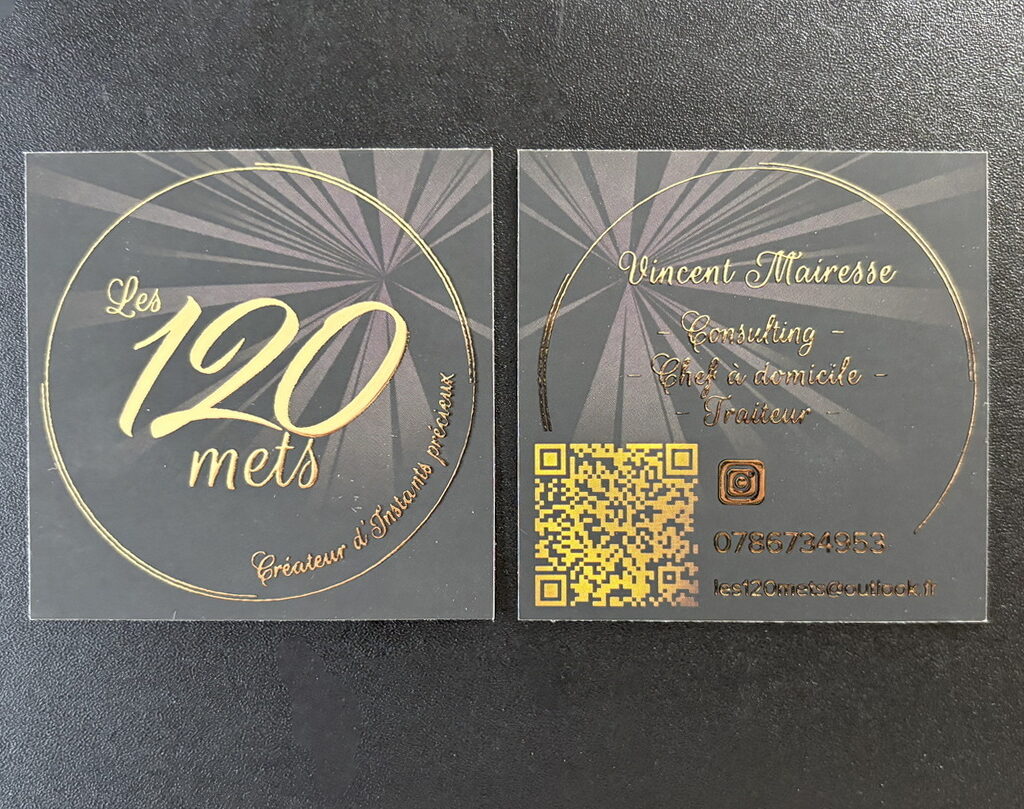 Les
120
mets
Créateur d'Instants précieux
Vincent Mairesse
- Consulting -
- Chef à domicile -
- Traiteur -
0786734953
les120mets@outlook.fr